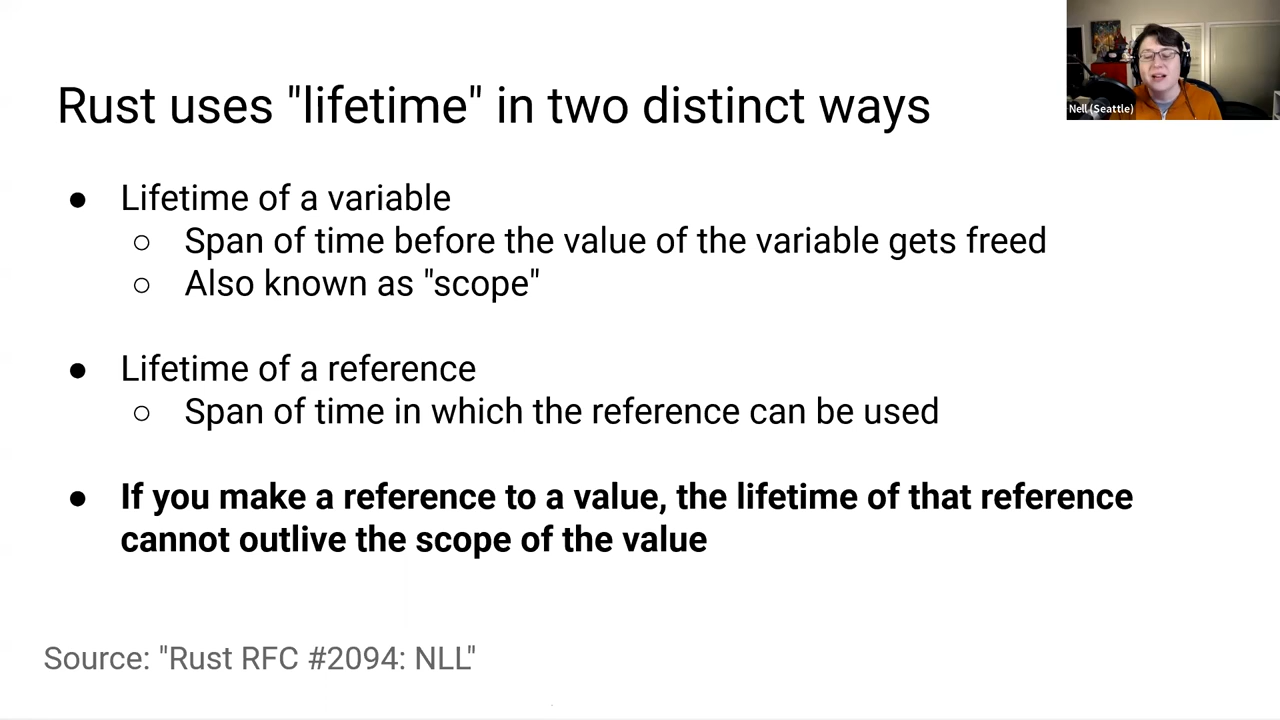 Nell (Seattle)
Rust uses "lifetime" in two distinct ways
● Lifetime of a variable
○ Span of time before the value of the variable gets freed
○ Also known as "scope"
● Lifetime of a reference
○ Span of time in which the reference can be used
● If you make a reference to a value, the lifetime of that reference
cannot outlive the scope of the value
Source: "Rust RFC #2094: NLL"